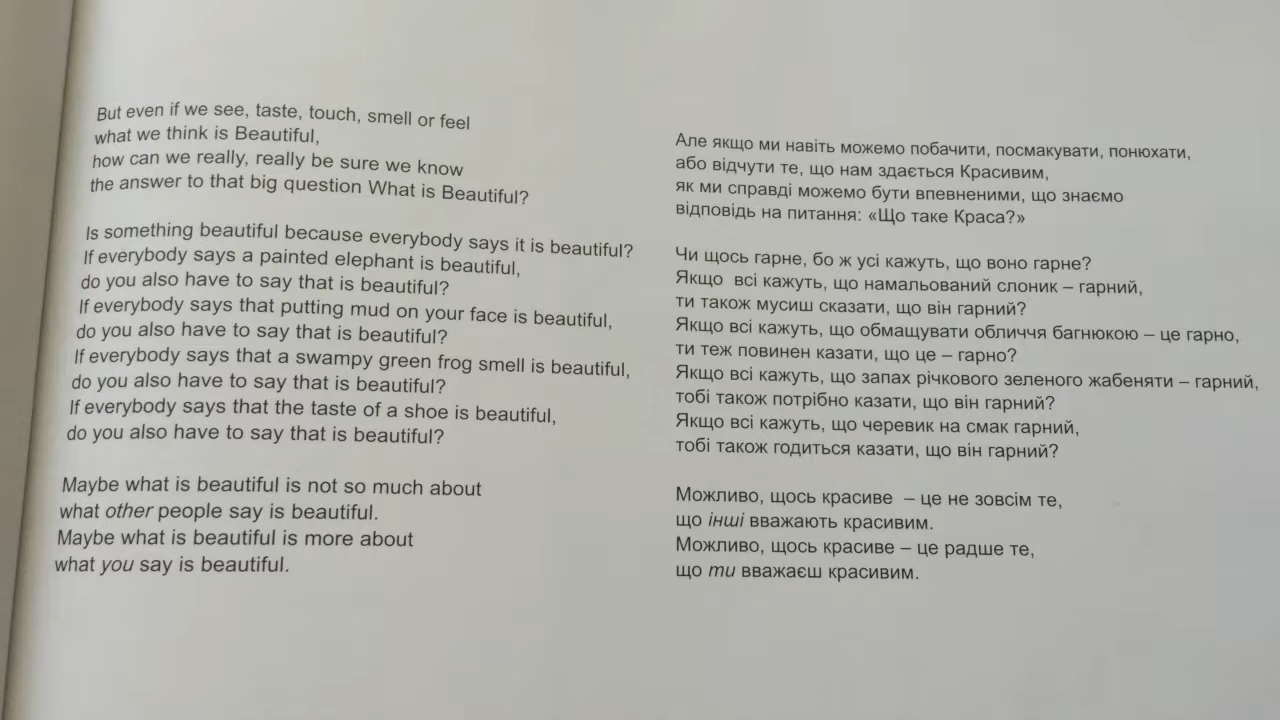 But even if we see, taste, touch, smell or feel
what we think is Beautiful,
how can we really, really be sure we know
the answer to that big question What is Beautiful?
Is something beautiful because everybody says it is beautiful?
If everybody says a painted elephant is beautiful,
do you also have to say that is beautiful?
If everybody says that putting mud on your face is beautiful,
do you also have to say that is beautiful?
If everybody says that a swampy green frog smell is beautiful,
do you also have to say that is beautiful?
If everybody says that the taste of a shoe is beautiful,
do you also have to say that is beautiful?
Maybe what is beautiful is not so much about
what other people say is beautiful.
Maybe what is beautiful is more about
what you say is beautiful.
Але якщо ми навіть можемо побачити, посмакувати, понюхати,
або відчути те, що нам здається Красивим,
як ми справді можемо бути впевненими, що знаємо
відповідь на питання: «Що таке Краса?»
Чи щось гарне, бо ж усі кажуть, що воно гарне?
Якщо всі кажуть, що намальований слоник – гарний,
ти також мусиш сказати, що він гарний?
Якщо всі кажуть, що обмащувати обличчя багнюкою – це гарно,
ти теж повинен казати, що це – гарно?
Якщо всі кажуть, що запах річкового зеленого жабеняти – гарний,
тобі також потрібно казати, що він гарний?
Якщо всі кажуть, що черевик на смак гарний,
тобі також годиться казати, що він гарний?
Можливо, щось красиве – це не зовсім те,
що інші вважають красивим.
Можливо, щось красиве – це радше те,
що ти вважаєш красивим.